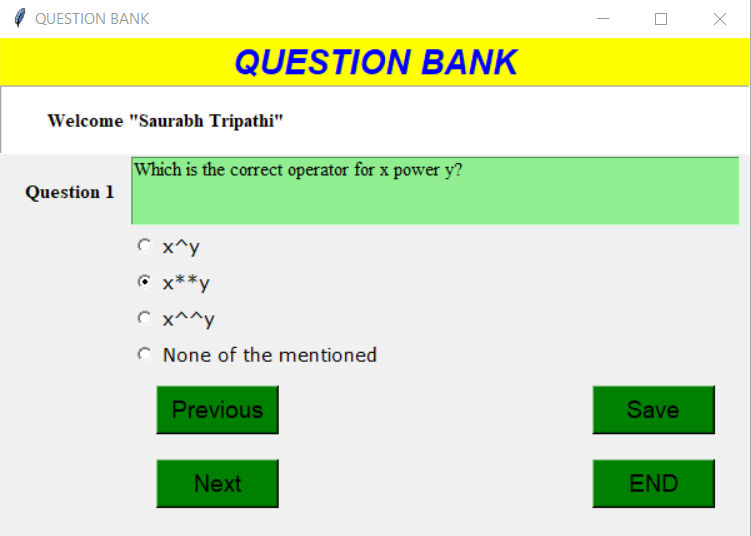 QUESTION BANK
QUESTION BANK
Welcome "Saurabh Tripathi"
Question 1
Which is the correct operator for x power y?
x^y
x**y
x^^y
None of the mentioned
Previous
Save
Next
END